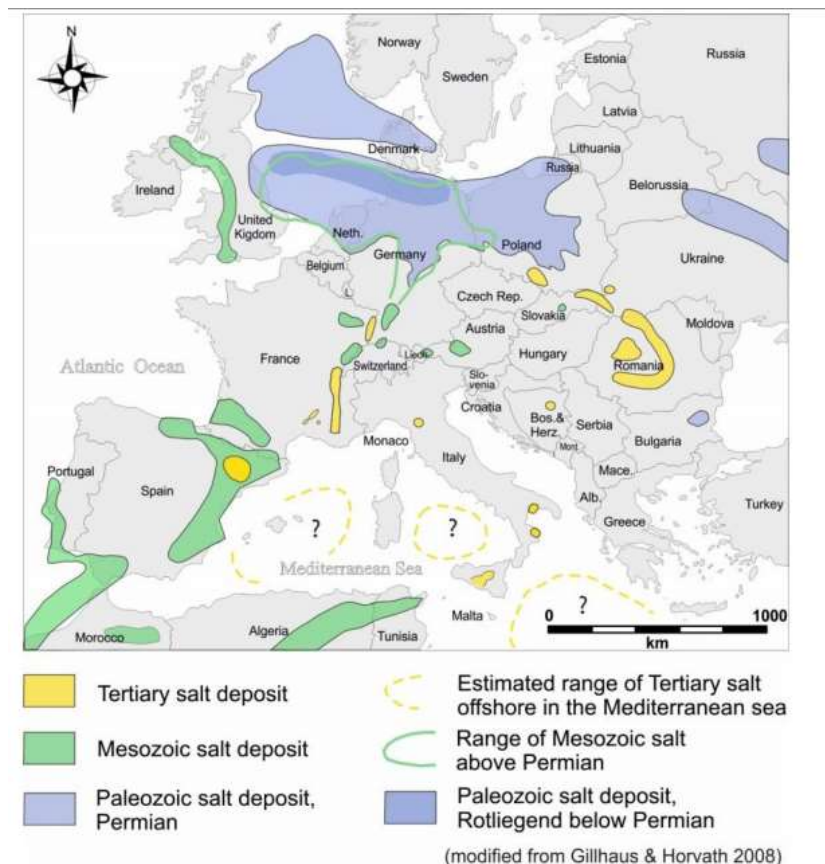 N
Norway
Sweden
Estonia
Russia
Latvia
Denmark
Lithuania
Russia
Ireland
Belorussia
United
Kigdom
Neth.
Germany
Poland
Belgium
Ukraine
L
Czech Rep.
Slovakia
Moldova
Austria
France
Liech.
Switzerland
Hungary
Romania
Atlantic Ocean
Slo-
venia
Croatia
Bos.&
Herz.
Serbia
Monaco
Mont.
Bulgaria
Portugal
Italy
Spain
Mace.
Alb.
Turkey
Greece
?
?
Mediterranean Sea
?
Malta
0
1000
km
Morocco
Algeria
Tunisia
Tertiary salt deposit
Estimated range of Tertiary salt
offshore in the Mediterranean sea
Mesozoic salt deposit
Range of Mesozoic salt
above Permian
Paleozoic salt deposit,
Permian
Paleozoic salt deposit,
Rotliegend below Permian
(modified from Gillhaus & Horvath 2008)